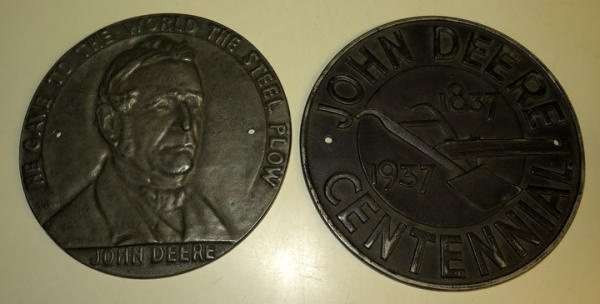 HE GAVE TO THE WORLD THE STEEL PLOW
JOHN DEERE
JOHN DEERE
1837
1937
CENTENNIAL